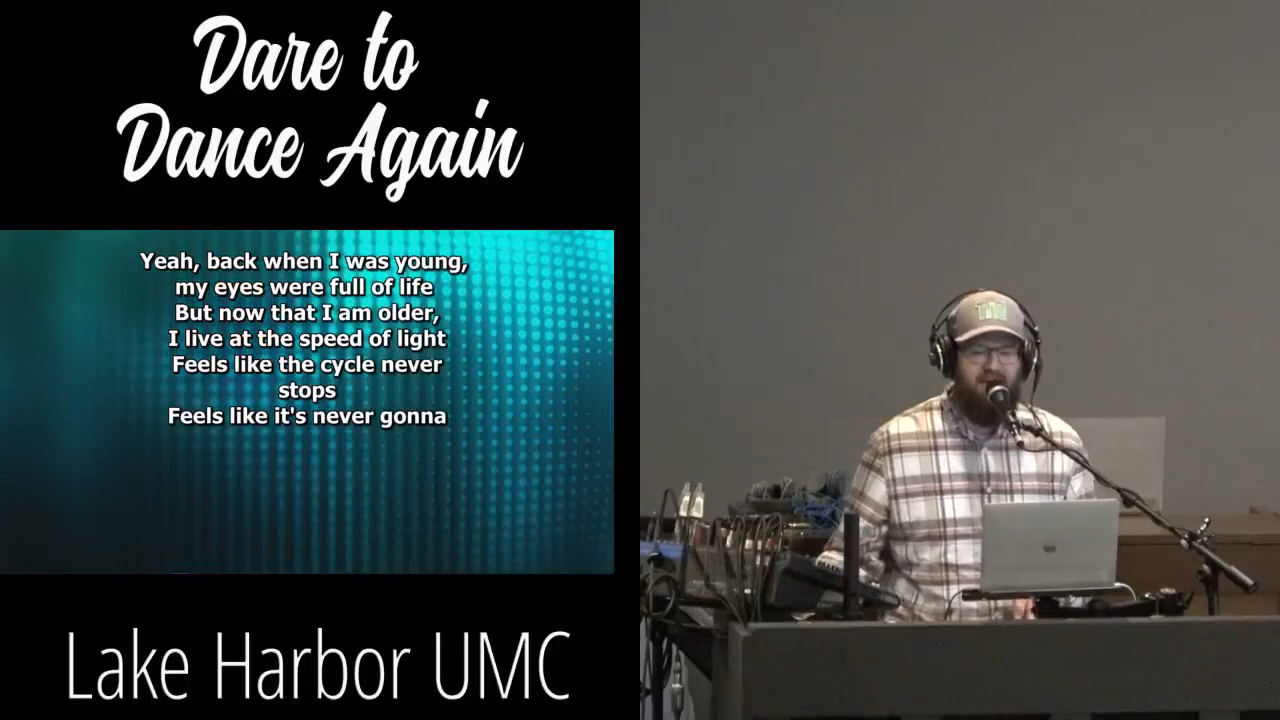 Dare to
Dance Again
Yeah, back when I was young,
my eyes were full of life
But now that I am older,
I live at the speed of light
Feels like the cycle never
stops
Feels like it's never gonna
Lake Harbor UMC